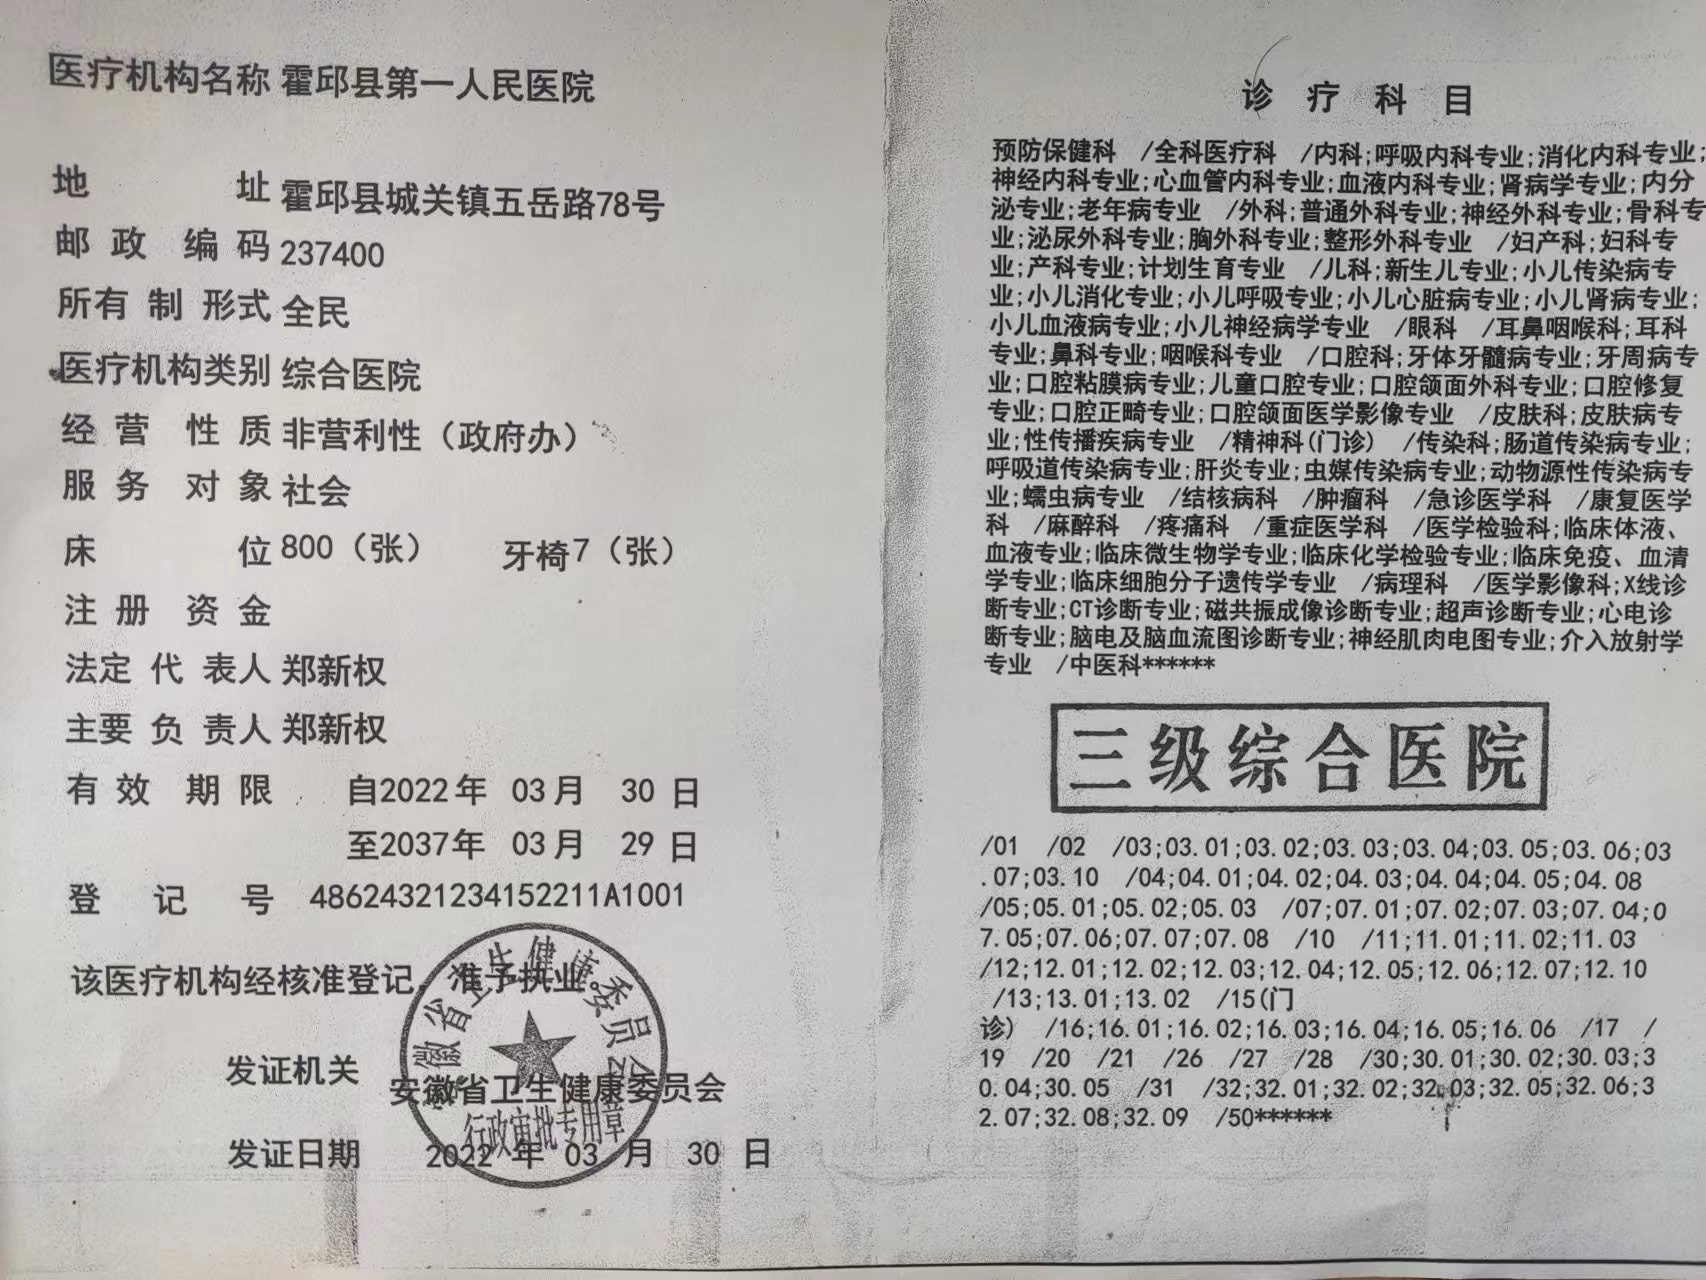 医疗机构名称 霍邱县第一人民医院
地 址 霍邱县城关镇五岳路78号
邮政编码 237400
所有制形式 全民
医疗机构类别 综合医院
经营性质 非营利性（政府办）
服务对象 社会
床 位 800（张） 牙椅7（张）
注册资金
法定代表人 郑新权
主要负责人 郑新权
有效期限 自2022年 03月 30日
至2037年 03月 29日
登 记 号 48624321234152211A1001
该医疗机构经核准登记，准予执业。
发证机关
安徽省卫生健康委员会
发证日期 2022年 03月 30日
安徽省卫生健康委员会
行政审批专用章
诊疗科目
预防保健科 /全科医疗科 /内科;呼吸内科专业;消化内科专业;
神经内科专业;心血管内科专业;血液内科专业;肾病学专业;内分
泌专业;老年病专业 /外科;普通外科专业;神经外科专业;骨科专
业;泌尿外科专业;胸外科专业;整形外科专业 /妇产科;妇科专
业;产科专业;计划生育专业 /儿科;新生儿专业;小儿传染病专
业;小儿消化专业;小儿呼吸专业;小儿心脏病专业;小儿肾病专业;
小儿血液病专业;小儿神经病学专业 /眼科 /耳鼻咽喉科;耳科
专业;鼻科专业;咽喉科专业 /口腔科;牙体牙髓病专业;牙周病专
业;口腔粘膜病专业;儿童口腔专业;口腔颌面外科专业;口腔修复
专业;口腔正畸专业;口腔颌面医学影像专业 /皮肤科;皮肤病专
业;性传播疾病专业 /精神科(门诊) /传染科;肠道传染病专业;
呼吸道传染病专业;肝炎专业;虫媒传染病专业;动物源性传染病专
业;蠕虫病专业 /结核病科 /肿瘤科 /急诊医学科 /康复医学
科 /麻醉科 /疼痛科 /重症医学科 /医学检验科;临床体液、
血液专业;临床微生物学专业;临床化学检验专业;临床免疫、血清
学专业;临床细胞分子遗传学专业 /病理科 /医学影像科;X线诊
断专业;CT诊断专业;磁共振成像诊断专业;超声诊断专业;心电诊
断专业;脑电及脑血流图诊断专业;神经肌肉电图专业;介入放射学
专业 /中医科******
三级综合医院
/01 /02 /03;03.01;03.02;03.03;03.04;03.05;03.06;03
.07;03.10 /04;04.01;04.02;04.03;04.04;04.05;04.08
/05;05.01;05.02;05.03 /07;07.01;07.02;07.03;07.04;0
7.05;07.06;07.07;07.08 /10 /11;11.01;11.02;11.03
/12;12.01;12.02;12.03;12.04;12.05;12.06;12.07;12.10
/13;13.01;13.02 /15(门
诊) /16;16.01;16.02;16.03;16.04;16.05;16.06 /17 /
19 /20 /21 /26 /27 /28 /30;30.01;30.02;30.03;3
0.04;30.05 /31 /32;32.01;32.02;32.03;32.05;32.06;3
2.07;32.08;32.09 /50******